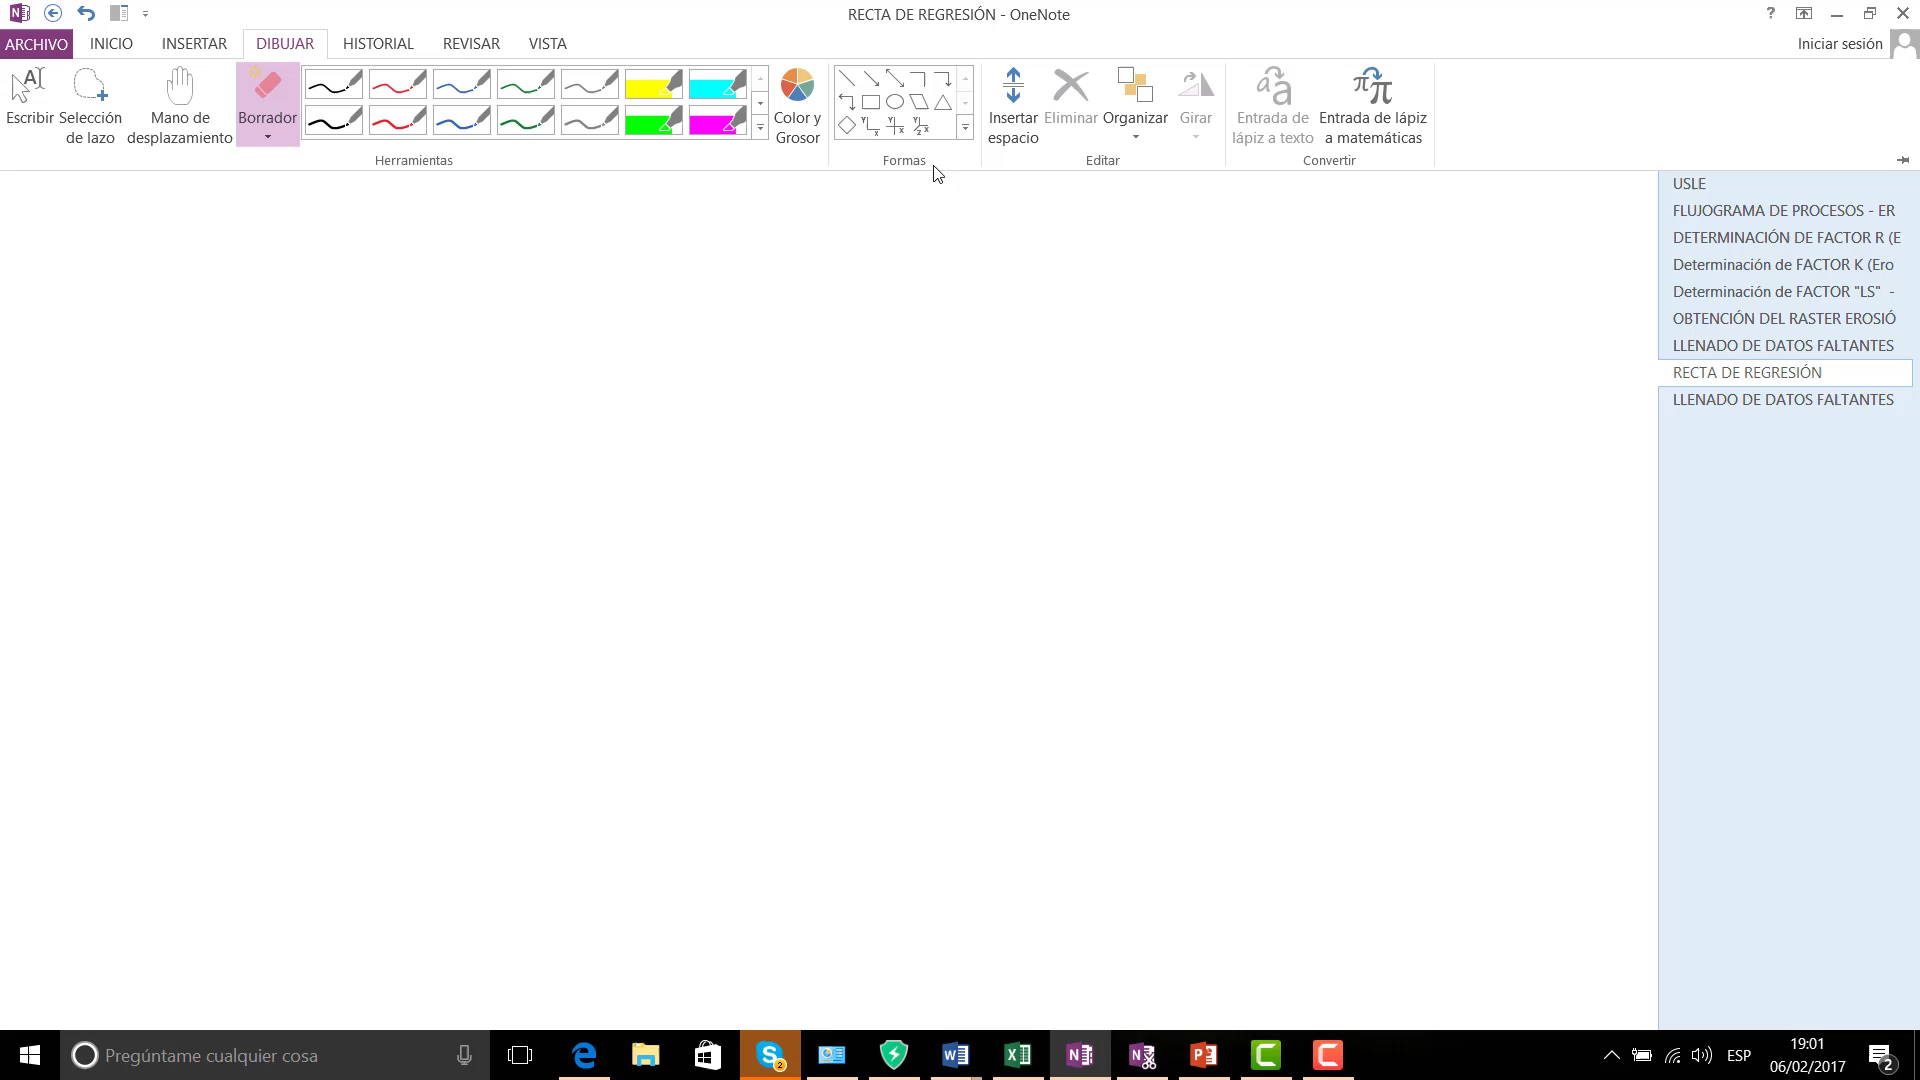 RECTA DE REGRESIÓN - OneNote
ARCHIVO INICIO INSERTAR DIBUJAR HISTORIAL REVISAR VISTA Iniciar sesión
Escribir Selección de lazo Mano de desplazamiento Borrador Color y Grosor Insertar espacio Eliminar Organizar Girar Entrada de lápiz a texto Entrada de lápiz a matemáticas
Herramientas Formas Editar Convertir
USLE
FLUJOGRAMA DE PROCESOS - ER
DETERMINACIÓN DE FACTOR R (E
Determinación de FACTOR K (Ero
Determinación de FACTOR "LS" -
OBTENCIÓN DEL RASTER EROSIÓ
LLENADO DE DATOS FALTANTES
RECTA DE REGRESIÓN
LLENADO DE DATOS FALTANTES
Pregúntame cualquier cosa
2
ESP
19:01
06/02/2017
2